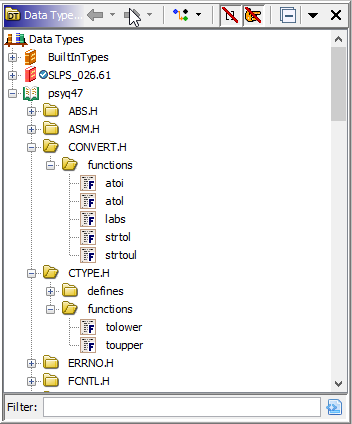 Data Types...
Data Types
BuiltInTypes
SLPS_026.61
psyq47
ABS.H
ASM.H
CONVERT.H
functions
atoi
atol
labs
strtol
strtoul
CTYPE.H
defines
functions
tolower
toupper
ERRNO.H
FCNTL.H
Filter: